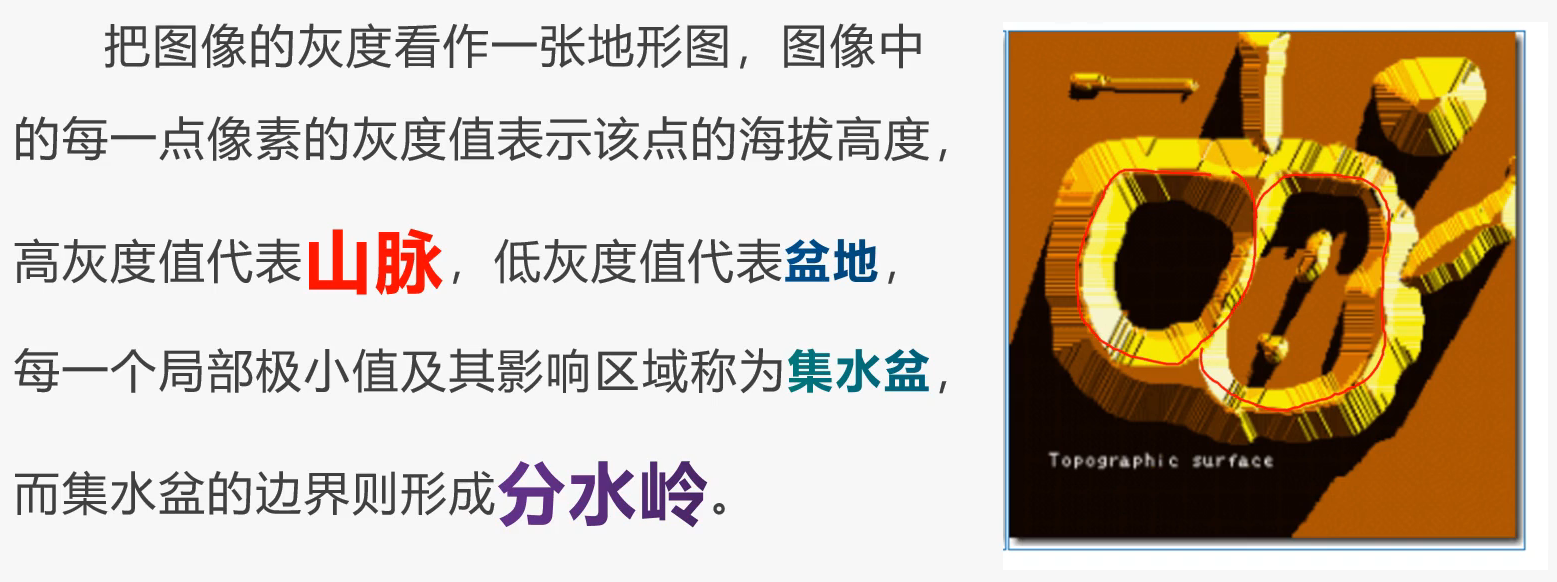 把图像的灰度看作一张地形图，图像中
的每一点像素的灰度值表示该点的海拔高度，
高灰度值代表山脉，低灰度值代表盆地，
每一个局部极小值及其影响区域称为集水盆，
而集水盆的边界则形成分水岭。
Topographic surface